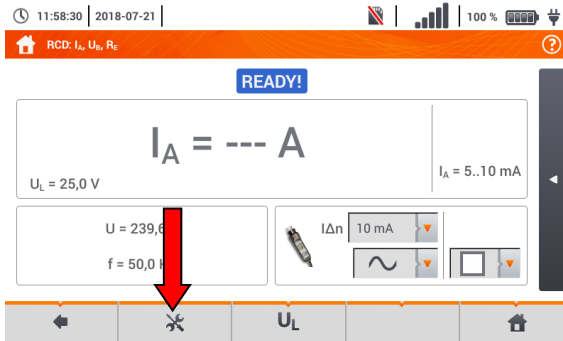 11:58:30 2018-07-21 100 %
RCD: IA, UB, RE ?
READY!
IA = --- A
IA = 5..10 mA
UL = 25,0 V
U = 239,6
IΔn 10 mA
f = 50,0
UL